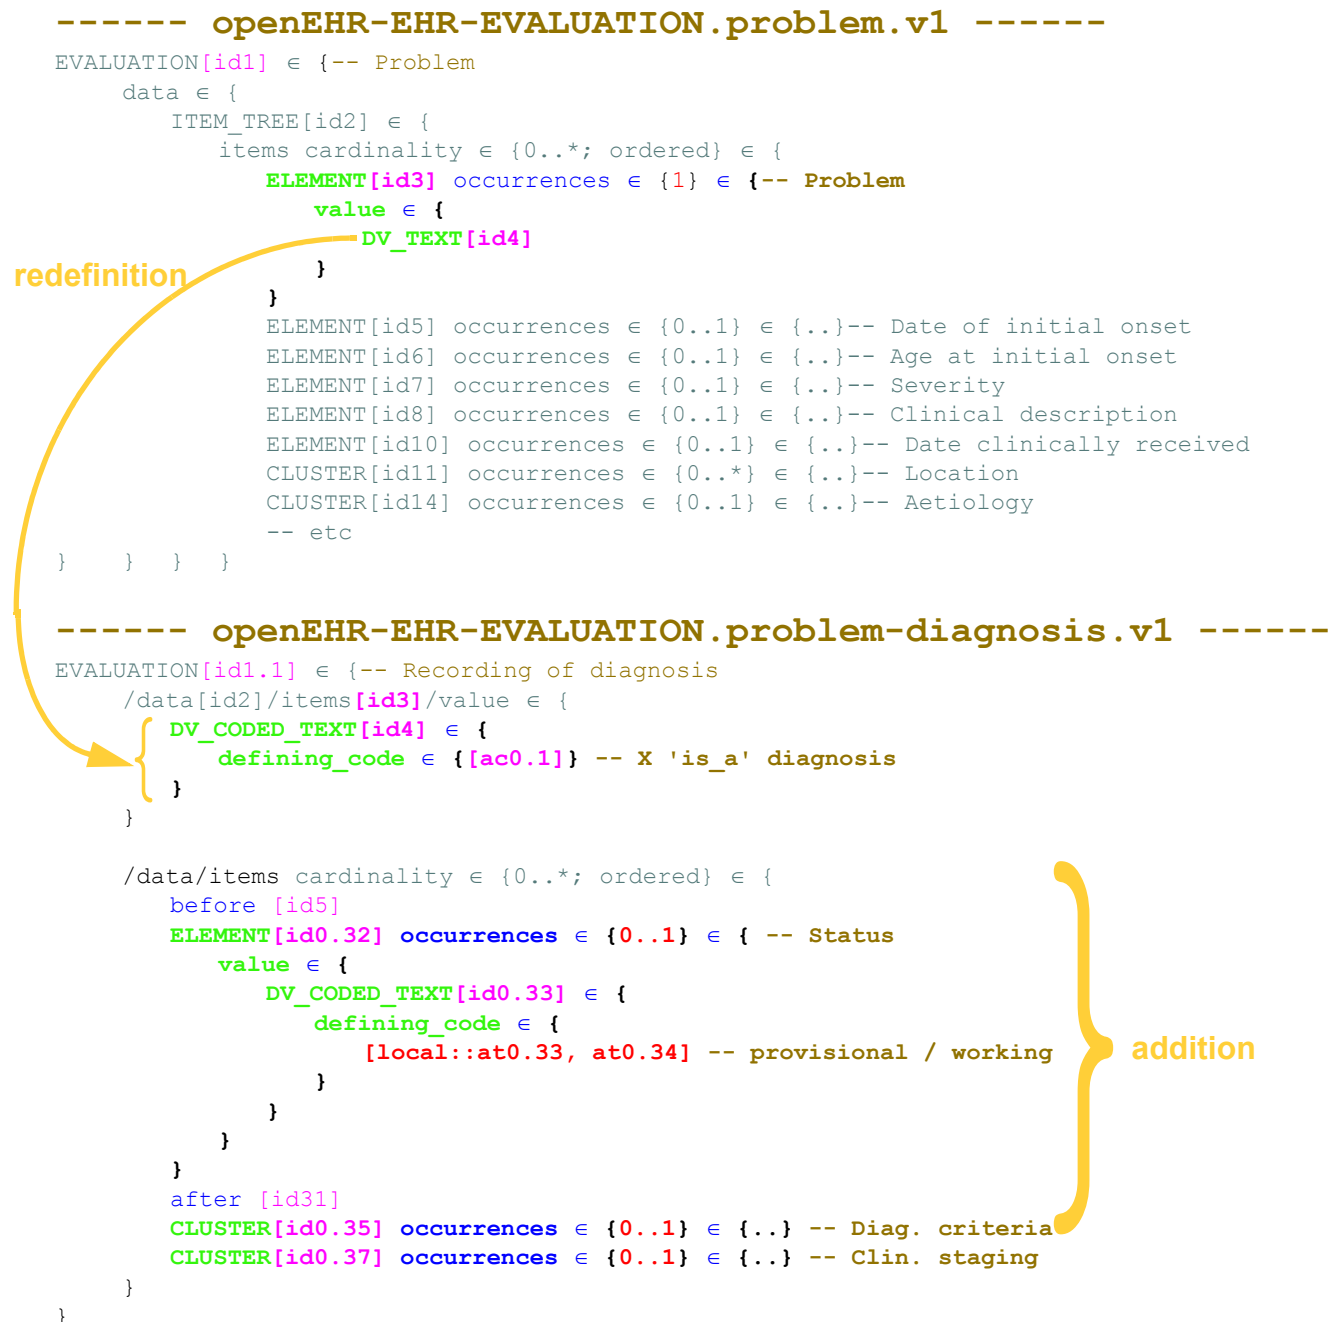 ------ openEHR-EHR-EVALUATION.problem.v1 ------
EVALUATION[id1] ∈ {-- Problem
data ∈ {
ITEM_TREE[id2] ∈ {
items cardinality ∈ {0..*; ordered} ∈ {
ELEMENT[id3] occurrences ∈ {1} ∈ {-- Problem
value ∈ {
DV_TEXT[id4]
}
redefinition
}
ELEMENT[id5] occurrences ∈ {0..1} ∈ {..}-- Date of initial onset
ELEMENT[id6] occurrences ∈ {0..1} ∈ {..}-- Age at initial onset
ELEMENT[id7] occurrences ∈ {0..1} ∈ {..}-- Severity
ELEMENT[id8] occurrences ∈ {0..1} ∈ {..}-- Clinical description
ELEMENT[id10] occurrences ∈ {0..1} ∈ {..}-- Date clinically received
CLUSTER[id11] occurrences ∈ {0..*} ∈ {..}-- Location
CLUSTER[id14] occurrences ∈ {0..1} ∈ {..}-- Aetiology
-- etc
} } } }
------ openEHR-EHR-EVALUATION.problem-diagnosis.v1 ------
EVALUATION[id1.1] ∈ {-- Recording of diagnosis
/data[id2]/items[id3]/value ∈ {
DV_CODED_TEXT[id4] ∈ {
defining_code ∈ {[ac0.1]} -- X 'is_a' diagnosis
}
}
/data/items cardinality ∈ {0..*; ordered} ∈ {
before [id5]
ELEMENT[id0.32] occurrences ∈ {0..1} ∈ { -- Status
value ∈ {
DV_CODED_TEXT[id0.33] ∈ {
defining_code ∈ {
[local::at0.33, at0.34] -- provisional / working
addition
}
}
}
}
after [id31]
CLUSTER[id0.35] occurrences ∈ {0..1} ∈ {..} -- Diag. criteria
CLUSTER[id0.37] occurrences ∈ {0..1} ∈ {..} -- Clin. staging
}
}